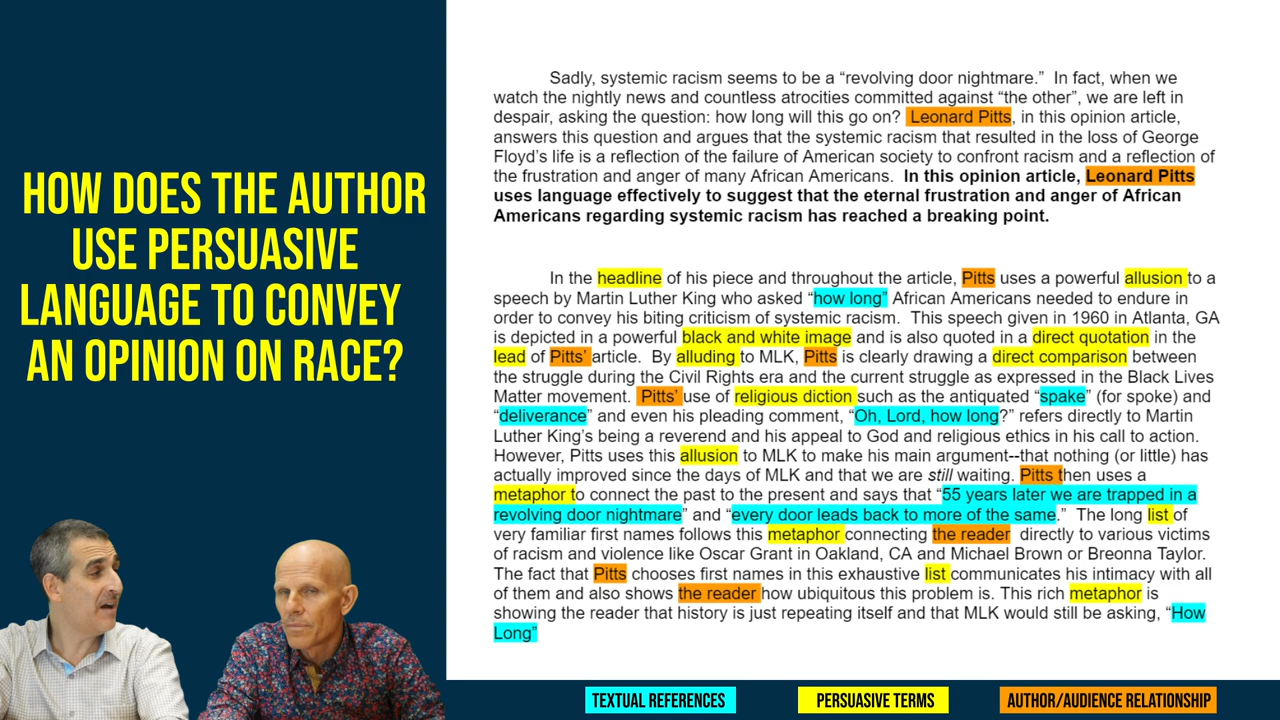 HOW DOES THE AUTHOR
USE PERSUASIVE
LANGUAGE TO CONVEY
AN OPINION ON RACE?
Sadly, systemic racism seems to be a “revolving door nightmare.” In fact, when we
watch the nightly news and countless atrocities committed against “the other”, we are left in
despair, asking the question: how long will this go on? Leonard Pitts, in this opinion article,
answers this question and argues that the systemic racism that resulted in the loss of George
Floyd’s life is a reflection of the failure of American society to confront racism and a reflection of
the frustration and anger of many African Americans. In this opinion article, Leonard Pitts
uses language effectively to suggest that the eternal frustration and anger of African
Americans regarding systemic racism has reached a breaking point.
In the headline of his piece and throughout the article, Pitts uses a powerful allusion to a
speech by Martin Luther King who asked “how long” African Americans needed to endure in
order to convey his biting criticism of systemic racism. This speech given in 1960 in Atlanta, GA
is depicted in a powerful black and white image and is also quoted in a direct quotation in the
lead of Pitts’ article. By alluding to MLK, Pitts is clearly drawing a direct comparison between
the struggle during the Civil Rights era and the current struggle as expressed in the Black Lives
Matter movement. Pitts’ use of religious diction such as the antiquated “spake” (for spoke) and
“deliverance” and even his pleading comment, “Oh, Lord, how long?” refers directly to Martin
Luther King’s being a reverend and his appeal to God and religious ethics in his call to action.
However, Pitts uses this allusion to MLK to make his main argument--that nothing (or little) has
actually improved since the days of MLK and that we are still waiting. Pitts then uses a
metaphor to connect the past to the present and says that “55 years later we are trapped in a
revolving door nightmare” and “every door leads back to more of the same.” The long list of
very familiar first names follows this metaphor connecting the reader directly to various victims
of racism and violence like Oscar Grant in Oakland, CA and Michael Brown or Breonna Taylor.
The fact that Pitts chooses first names in this exhaustive list communicates his intimacy with all
of them and also shows the reader how ubiquitous this problem is. This rich metaphor is
showing the reader that history is just repeating itself and that MLK would still be asking, “How
Long”
TEXTUAL REFERENCES PERSUASIVE TERMS AUTHOR/AUDIENCE RELATIONSHIP